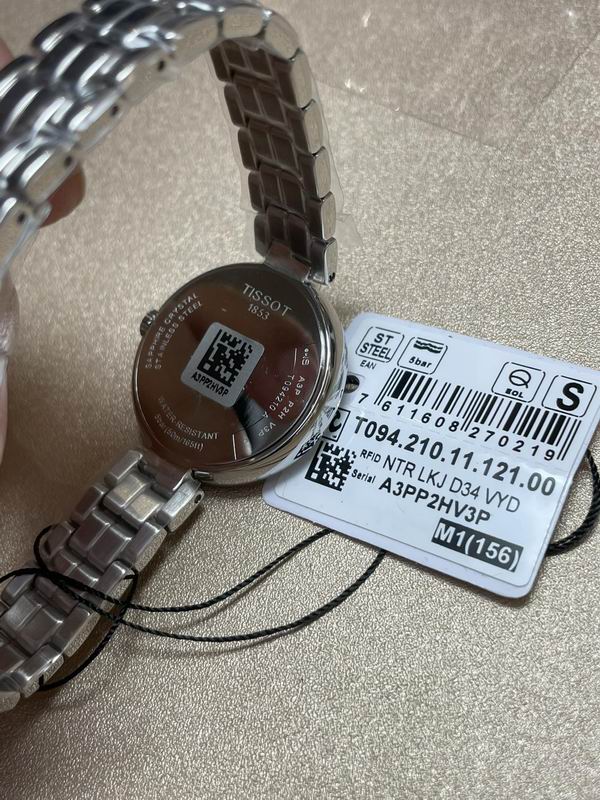 TISSOT
1853
SAPPHIRE CRYSTAL
STAINLESS STEEL
A3PP2HV3P
A3P P2H V3P
T094210 A
WATER-RESISTANT
5bar(50m/165ft)
ST
STEEL
EAN
5bar
SOL
S
7 611608 270219
T094.210.11.121.00
RFID NTR LKJ D34 VYD
Serial A3PP2HV3P
M1(156)